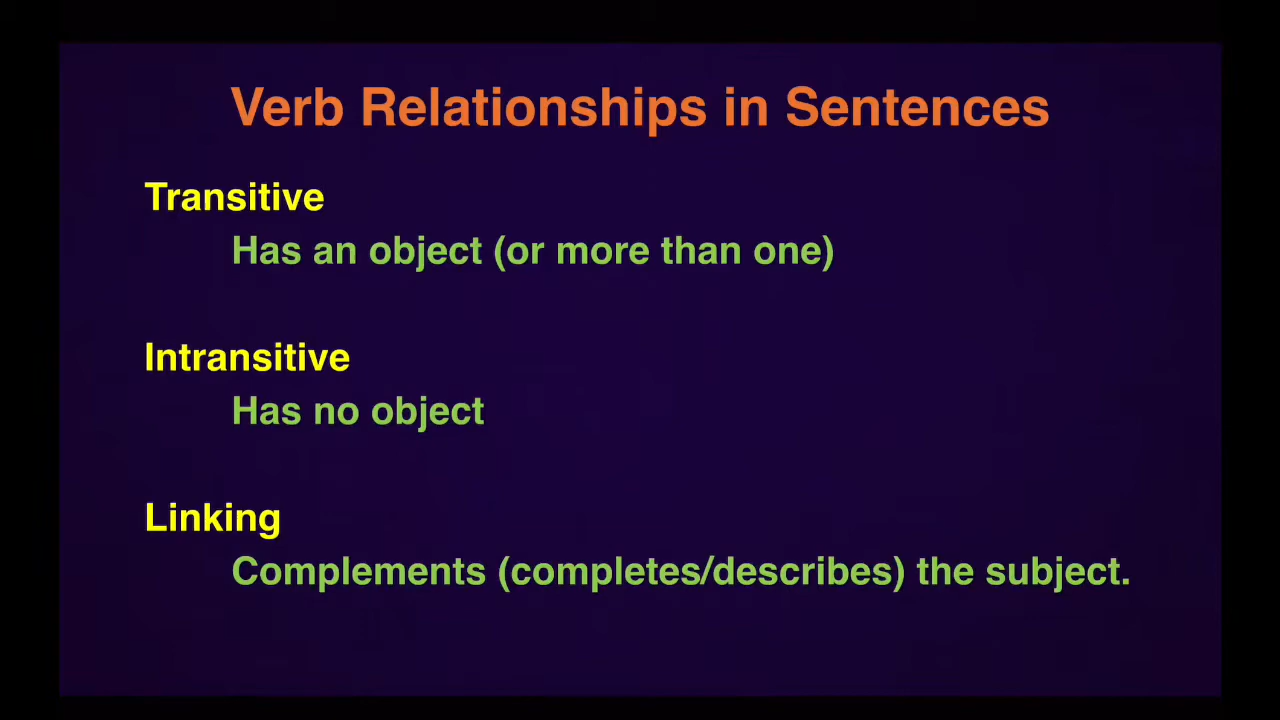 Verb Relationships in Sentences
Transitive
Has an object (or more than one)
Intransitive
Has no object
Linking
Complements (completes/describes) the subject.